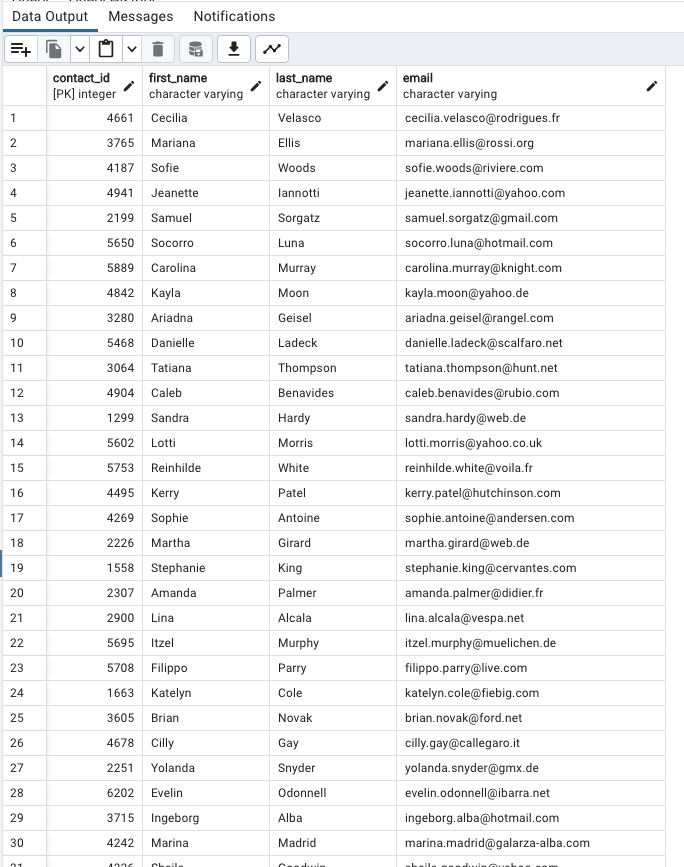 Data Output Messages Notifications
contact_id first_name last_name email
[PK] integer character varying character varying character varying
1 4661 Cecilia Velasco cecilia.velasco@rodrigues.fr
2 3765 Mariana Ellis mariana.ellis@rossi.org
3 4187 Sofie Woods sofie.woods@riviere.com
4 4941 Jeanette Iannotti jeanette.iannotti@yahoo.com
5 2199 Samuel Sorgatz samuel.sorgatz@gmail.com
6 5650 Socorro Luna socorro.luna@hotmail.com
7 5889 Carolina Murray carolina.murray@knight.com
8 4842 Kayla Moon kayla.moon@yahoo.de
9 3280 Ariadna Geisel ariadna.geisel@rangel.com
10 5468 Danielle Ladeck danielle.ladeck@scalfaro.net
11 3064 Tatiana Thompson tatiana.thompson@hunt.net
12 4904 Caleb Benavides caleb.benavides@rubio.com
13 1299 Sandra Hardy sandra.hardy@web.de
14 5602 Lotti Morris lotti.morris@yahoo.co.uk
15 5753 Reinhilde White reinhilde.white@voila.fr
16 4495 Kerry Patel kerry.patel@hutchinson.com
17 4269 Sophie Antoine sophie.antoine@andersen.com
18 2226 Martha Girard martha.girard@web.de
19 1558 Stephanie King stephanie.king@cervantes.com
20 2307 Amanda Palmer amanda.palmer@didier.fr
21 2900 Lina Alcala lina.alcala@vespa.net
22 5695 Itzel Murphy itzel.murphy@muelichen.de
23 5708 Filippo Parry filippo.parry@live.com
24 1663 Katelyn Cole katelyn.cole@fiebig.com
25 3605 Brian Novak brian.novak@ford.net
26 4678 Cilly Gay cilly.gay@callegaro.it
27 2251 Yolanda Snyder yolanda.snyder@gmx.de
28 6202 Evelin Odonnell evelin.odonnell@ibarra.net
29 3715 Ingeborg Alba ingeborg.alba@hotmail.com
30 4242 Marina Madrid marina.madrid@galarza-alba.com